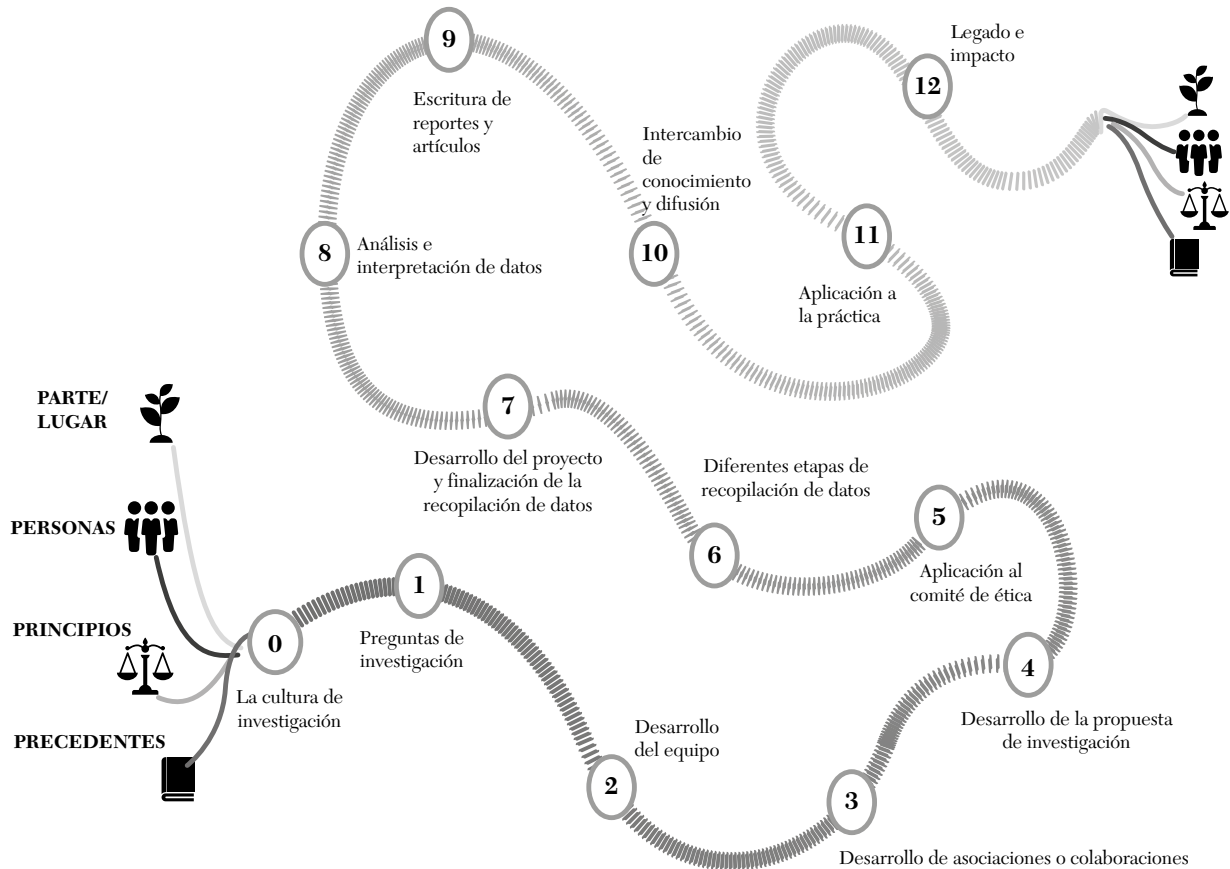 9
Escritura de
reportes y
artículos
Legado e
impacto
12
Intercambio
de
conocimiento
y difusión
8
Análisis e
interpretación de datos
10
11
Aplicación a
la práctica
PARTE/
LUGAR
7
Desarrollo del proyecto
y finalización de la
recopilación de datos
Diferentes etapas de
recopilación de datos
PERSONAS
6
5
Aplicación al
comité de ética
PRINCIPIOS
0
La cultura de
investigación
1
Preguntas de
investigación
4
Desarrollo de la propuesta
de investigación
PRECEDENTES
Desarrollo
del equipo
2
3
Desarrollo de asociaciones o colaboraciones